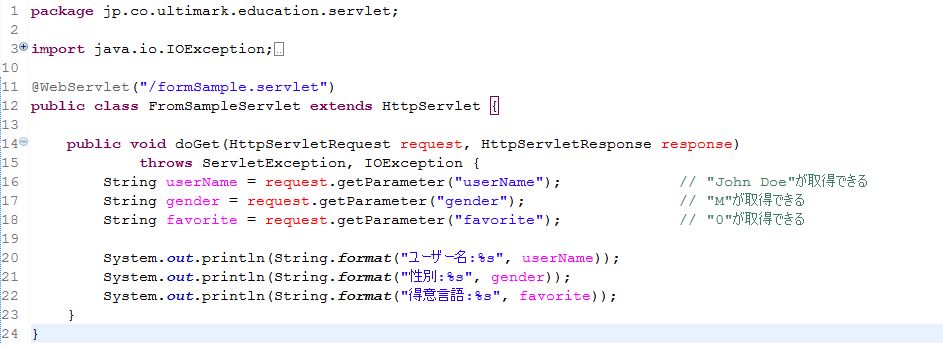 1 package jp.co.ultimark.education.servlet;
2
3 import java.io.IOException;
10
11 @WebServlet("/formSample.servlet")
12 public class FromSampleServlet extends HttpServlet {
13
14     public void doGet(HttpServletRequest request, HttpServletResponse response)
15             throws ServletException, IOException {
16         String userName = request.getParameter("userName");             // "John Doe"が取得できる
17         String gender = request.getParameter("gender");                 // "M"が取得できる
18         String favorite = request.getParameter("favorite");             // "0"が取得できる
19
20         System.out.println(String.format("ユーザー名:%s", userName));
21         System.out.println(String.format("性別:%s", gender));
22         System.out.println(String.format("得意言語:%s", favorite));
23     }
24 }